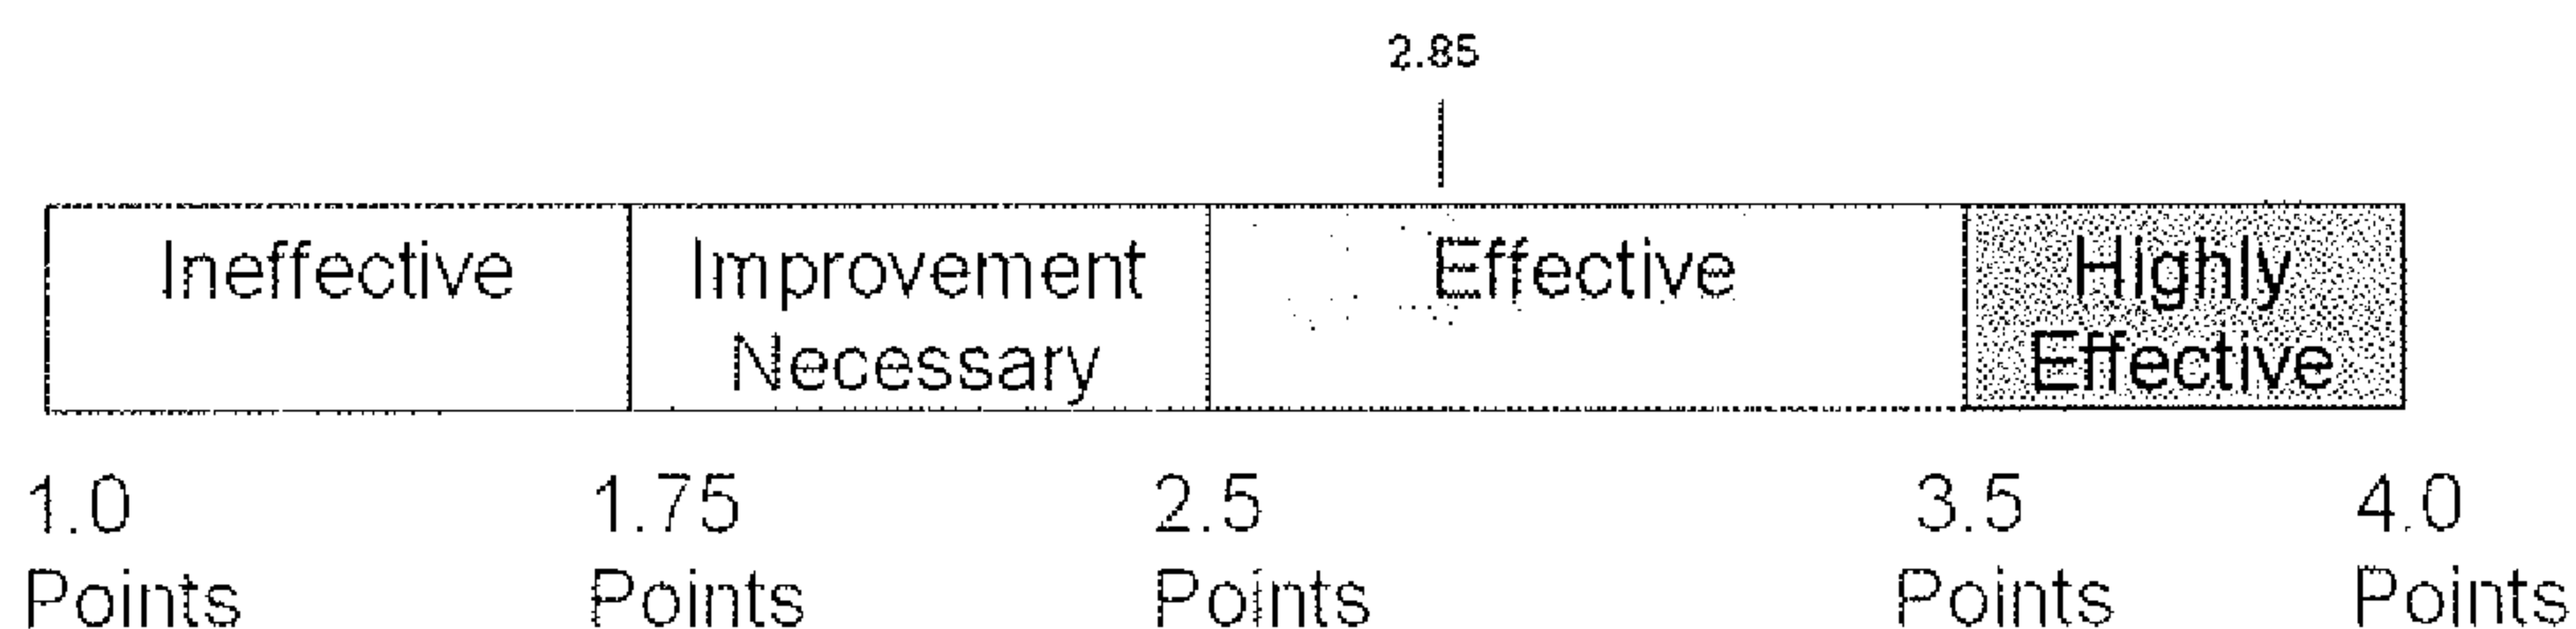 2.85
Ineffective
Improvement
Necessary
Effective
Highly
Effective
1.0
Points
1.75
Points
2.5
Points
3.5
Points
4.0
Points